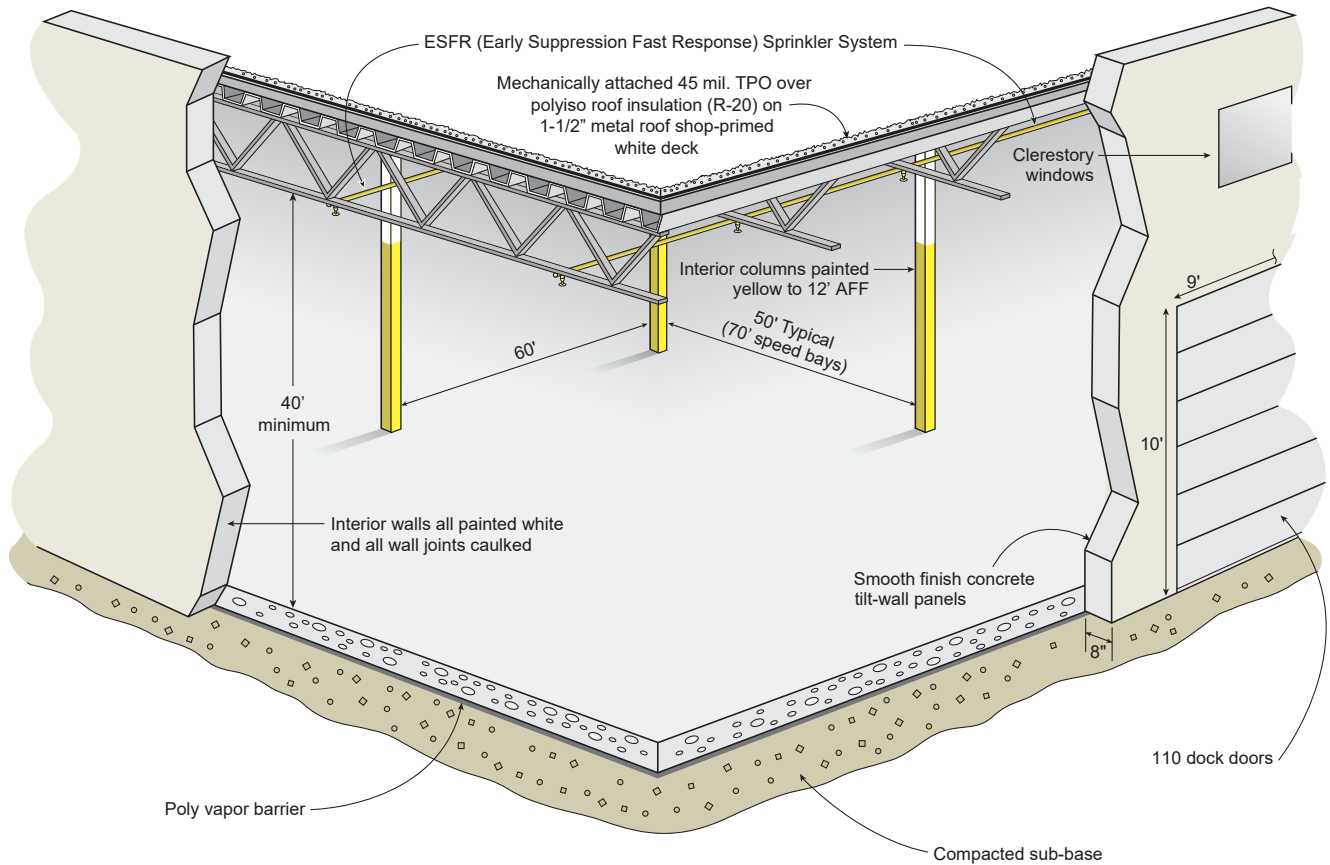 ESFR (Early Suppression Fast Response) Sprinkler System
Mechanically attached 45 mil. TPO over
polyiso roof insulation (R-20) on
1-1/2” metal roof shop-primed
white deck
Clerestory
windows
Interior columns painted
yellow to 12’ AFF
9'
60'
50' Typical
(70' speed bays)
40’
minimum
10'
Interior walls all painted white
and all wall joints caulked
Smooth finish concrete
tilt-wall panels
8"
110 dock doors
Poly vapor barrier
Compacted sub-base